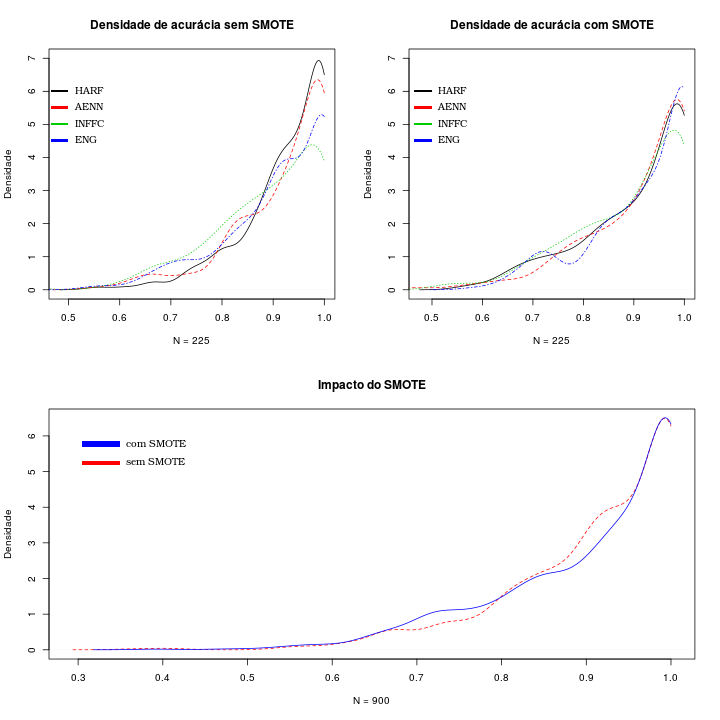 Densidade de acurácia sem SMOTE
Densidade
7
6
5
4
3
2
1
0
HARF
AENN
INFFC
ENG
0.5 0.6 0.7 0.8 0.9 1.0
N = 225
Densidade de acurácia com SMOTE
Densidade
7
6
5
4
3
2
1
0
HARF
AENN
INFFC
ENG
0.5 0.6 0.7 0.8 0.9 1.0
N = 225
Impacto do SMOTE
Densidade
6
5
4
3
2
1
0
com SMOTE
sem SMOTE
0.3 0.4 0.5 0.6 0.7 0.8 0.9 1.0
N = 900